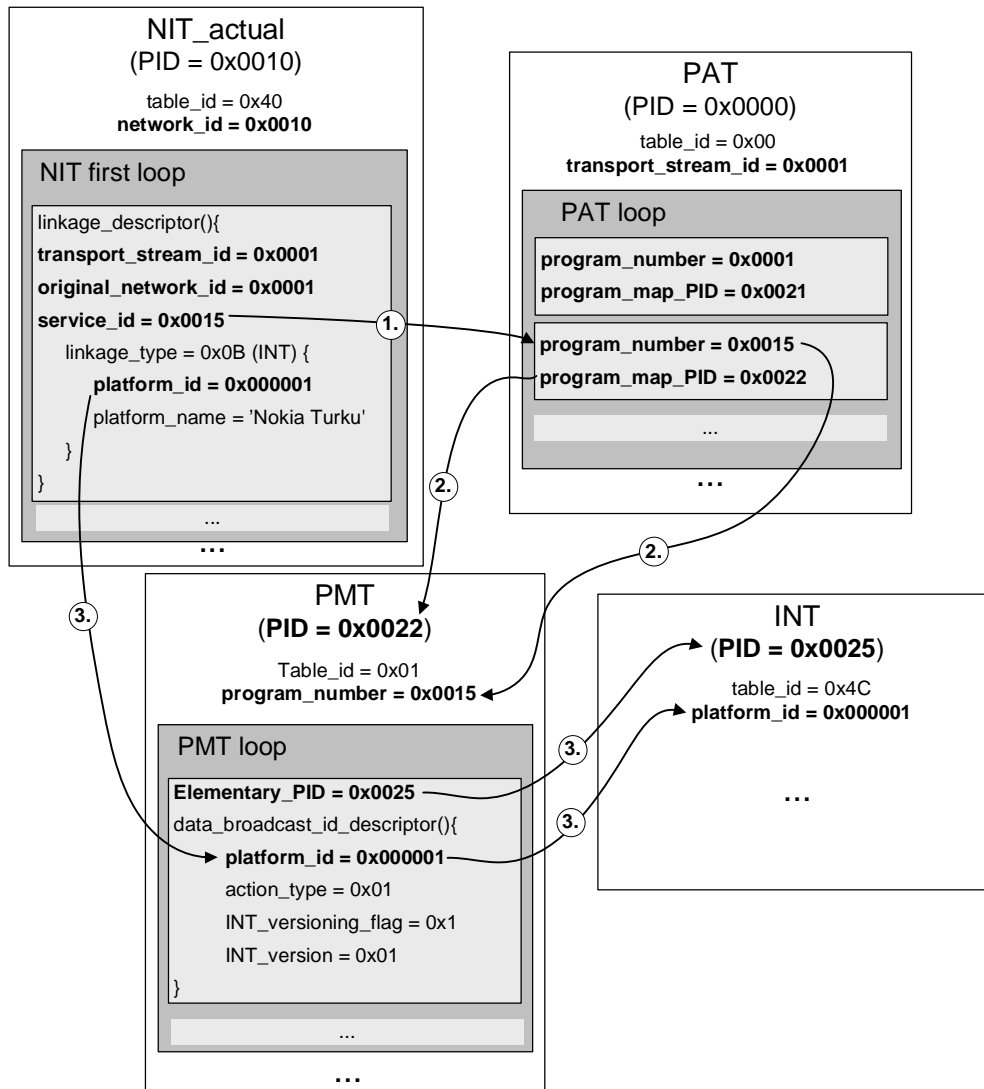 NIT_actual
(PID = 0x0010)
table_id = 0x40
network_id = 0x0010
NIT first loop
linkage_descriptor(){
transport_stream_id = 0x0001
original_network_id = 0x0001
service_id = 0x0015
linkage_type = 0x0B (INT) {
platform_id = 0x000001
platform_name = 'Nokia Turku'
}
}
...
...
PAT
(PID = 0x0000)
table_id = 0x00
transport_stream_id = 0x0001
PAT loop
program_number = 0x0001
program_map_PID = 0x0021
program_number = 0x0015
program_map_PID = 0x0022
...
...
1.
2.
2.
3.
PMT
(PID = 0x0022)
Table_id = 0x01
program_number = 0x0015
PMT loop
Elementary_PID = 0x0025
data_broadcast_id_descriptor(){
platform_id = 0x000001
action_type = 0x01
INT_versioning_flag = 0x1
INT_version = 0x01
}
...
...
3.
3.
INT
(PID = 0x0025)
table_id = 0x4C
platform_id = 0x000001
...